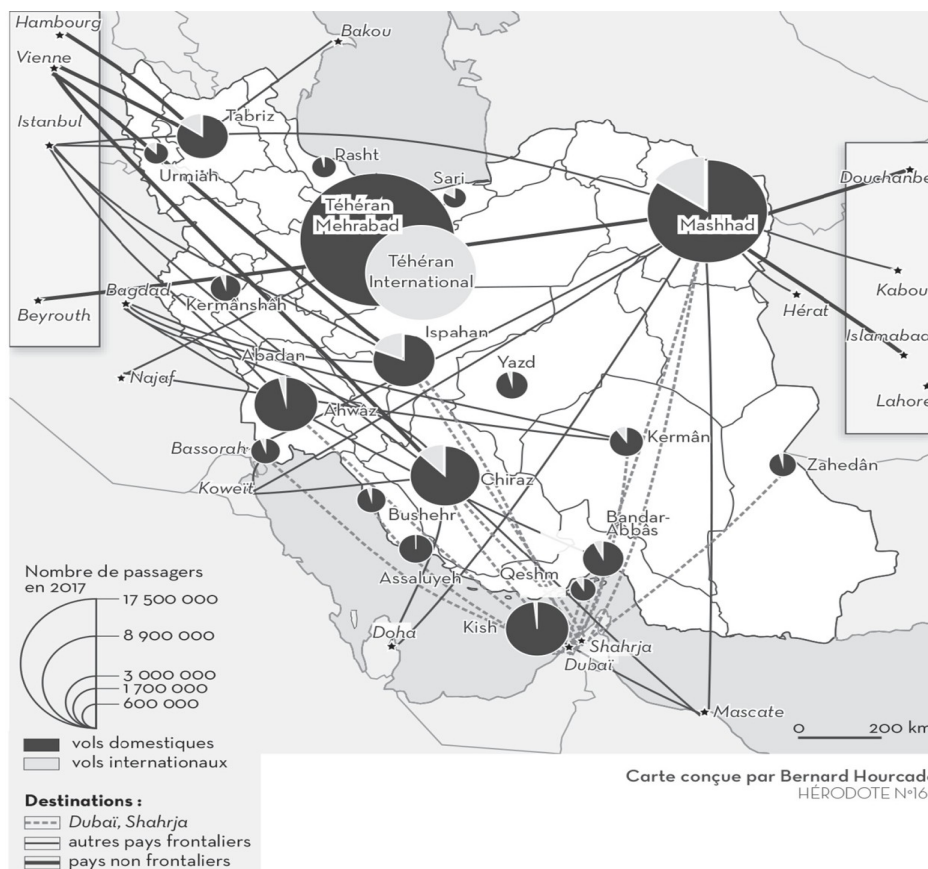 Hambourg
Bakou
Vienne
Istanbul
Tabriz
Urmiah
Rasht
Sari
Téhéran
Mehrabad
Téhéran
International
Mashhad
Douchanbe
Kabou
Hérat
Islamabad
Lahore
Beyrouth
Bagdad
Kermânshâh
Ispahan
Yazd
Abadan
Najaf
Ahwâz
Kermân
Zahedân
Bassorah
Koweït
Chiraz
Bushehr
Bandar-
Abbâs
Assaluyeh
Qeshm
Kish
Doha
Shahrja
Dubaï
Mascate
0 200 km
Nombre de passagers
en 2017
17 500 000
8 900 000
3 000 000
1 700 000
600 000
vols domestiques
vols internationaux
Destinations :
Dubaï, Shahrja
autres pays frontaliers
pays non frontaliers
Carte conçue par Bernard Hourcade
HÉRODOTE N°16